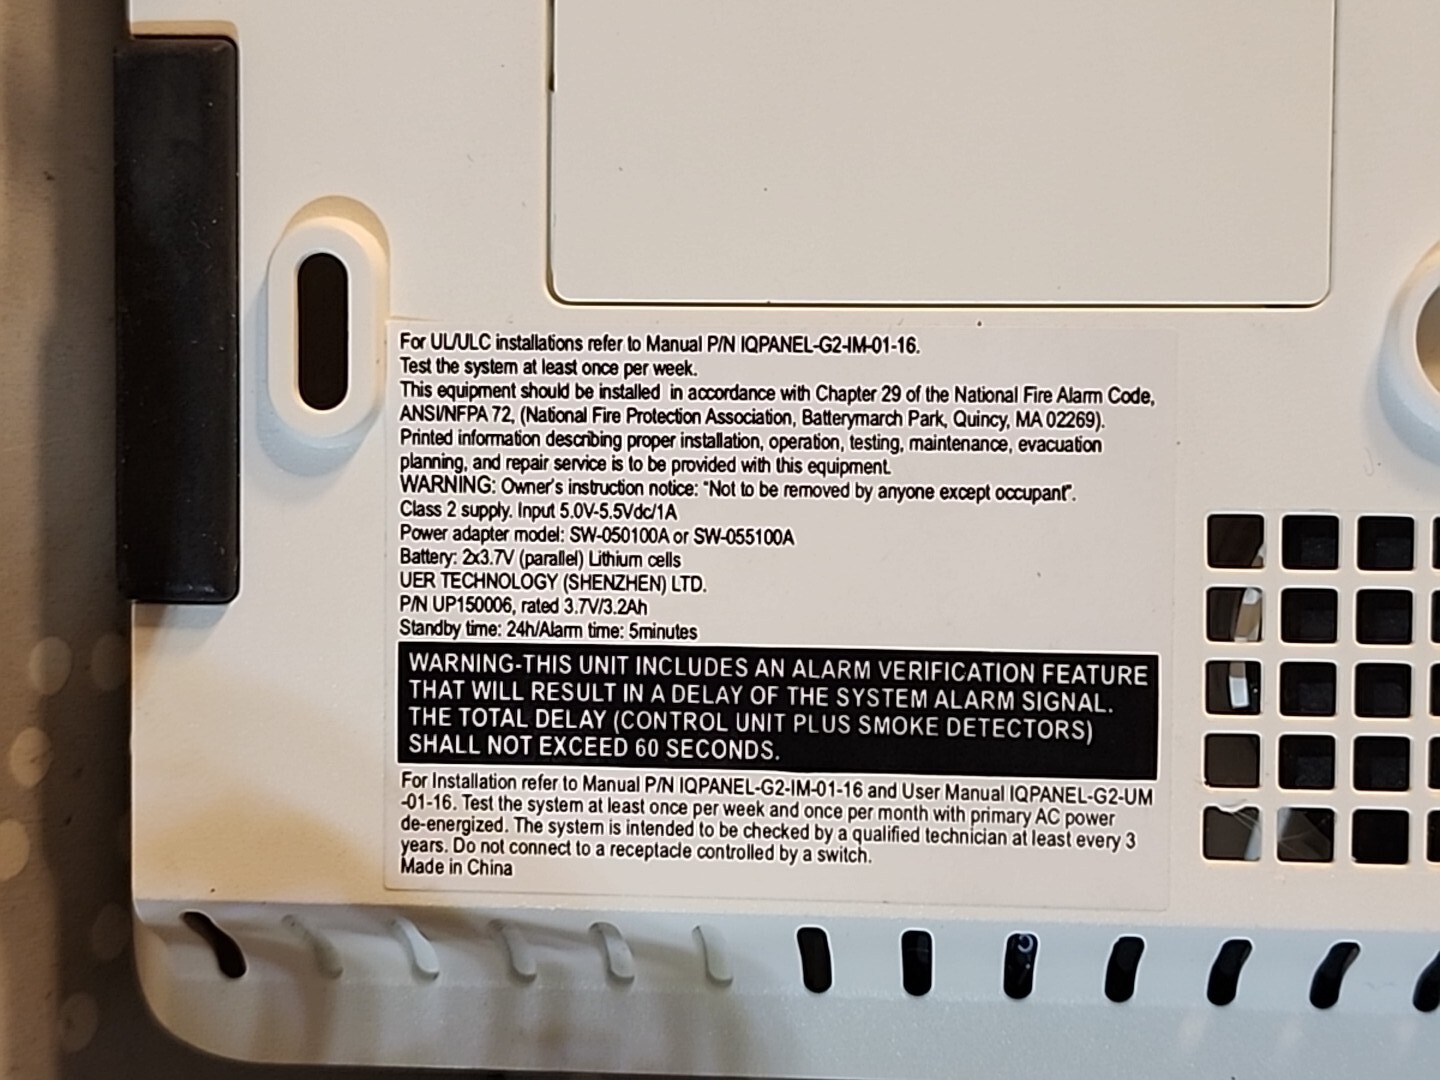 For UL/ULC installations refer to Manual P/N IQPANEL-G2-IM-01-16.
Test the system at least once per week.
This equipment should be installed in accordance with Chapter 29 of the National Fire Alarm Code,
ANSI/NFPA 72, (National Fire Protection Association, Batterymarch Park, Quincy, MA 02269).
Printed information describing proper installation, operation, testing, maintenance, evacuation
planning, and repair service is to be provided with this equipment.
WARNING: Owner's instruction notice: "Not to be removed by anyone except occupant".
Class 2 supply. Input 5.0V-5.5Vdc/1A
Power adapter model: SW-050100A or SW-055100A
Battery: 2x3.7V (parallel) Lithium cells
UER TECHNOLOGY (SHENZHEN) LTD.
P/N UP150006, rated 3.7V/3.2Ah
Standby time: 24h/Alarm time: 5minutes
WARNING-THIS UNIT INCLUDES AN ALARM VERIFICATION FEATURE
THAT WILL RESULT IN A DELAY OF THE SYSTEM ALARM SIGNAL.
THE TOTAL DELAY (CONTROL UNIT PLUS SMOKE DETECTORS)
SHALL NOT EXCEED 60 SECONDS.
For Installation refer to Manual P/N IQPANEL-G2-IM-01-16 and User Manual IQPANEL-G2-UM
-01-16. Test the system at least once per week and once per month with primary AC power
de-energized. The system is intended to be checked by a qualified technician at least every 3
years. Do not connect to a receptacle controlled by a switch.
Made in China